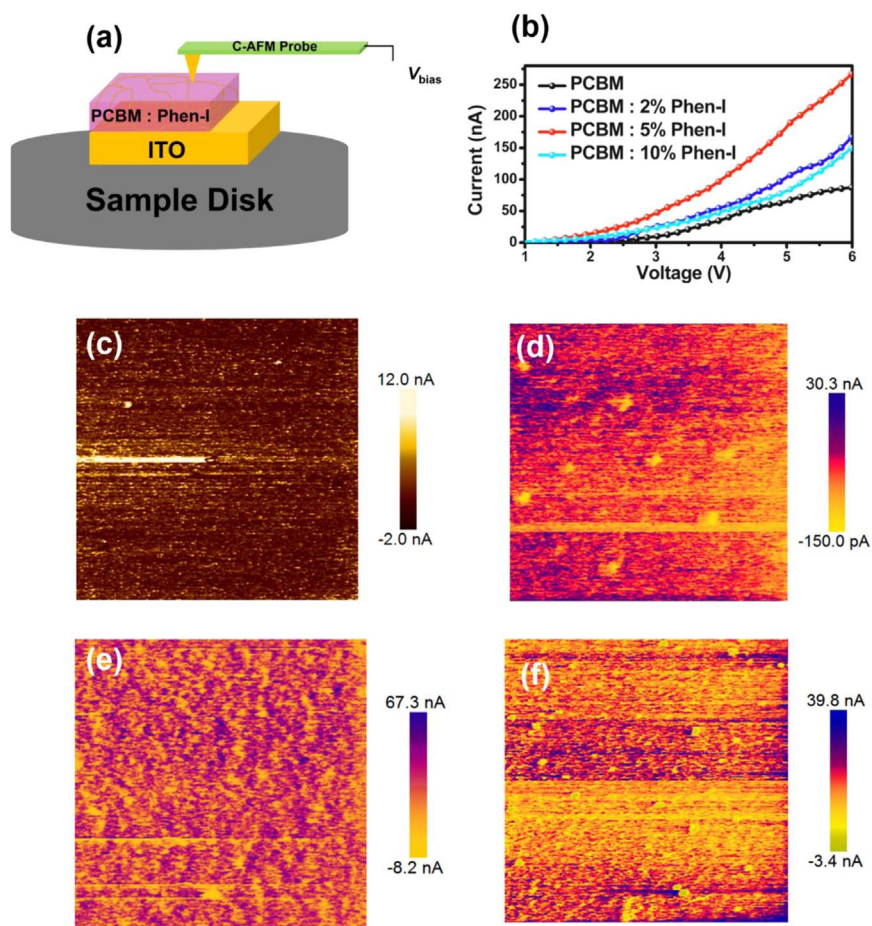 (a)
C-AFM Probe
Vbias
PCBM : Phen-I
ITO
Sample Disk
(b)
250
200
150
100
50
0
Current (nA)
PCBM
PCBM : 2% Phen-I
PCBM : 5% Phen-I
PCBM : 10% Phen-I
1 2 3 4 5 6
Voltage (V)
(c)
12.0 nA
-2.0 nA
(d)
30.3 nA
-150.0 pA
(e)
67.3 nA
-8.2 nA
(f)
39.8 nA
-3.4 nA